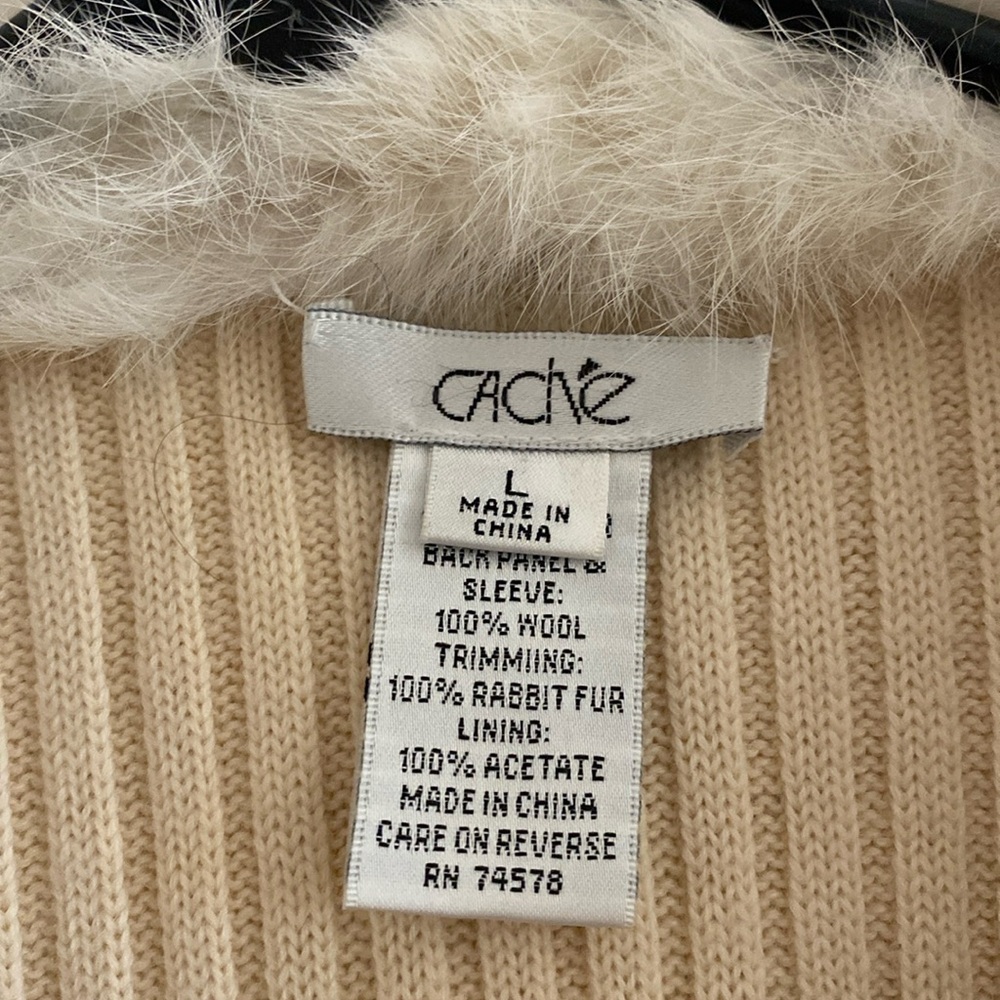 CACHÉ
L
MADE IN
CHINA
BACK PANEL &
SLEEVE:
100% WOOL
TRIMMIING:
100% RABBIT FUR
LINING:
100% ACETATE
MADE IN CHINA
CARE ON REVERSE
RN 74578